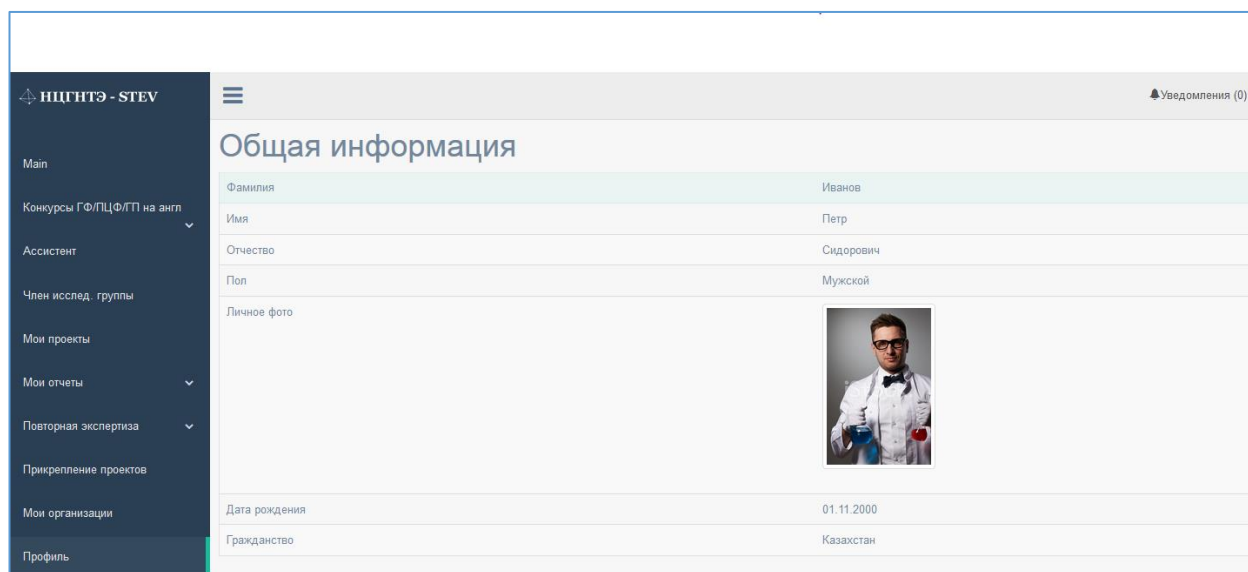 НЦГНТЭ - STEV
Уведомления (0)
Main
Конкурсы ГФ/ПЦФ/ГП на англ
Ассистент
Член исслед. группы
Мои проекты
Мои отчеты
Повторная экспертиза
Прикрепление проектов
Мои организации
Профиль
Общая информация
Фамилия Иванов
Имя Петр
Отчество Сидорович
Пол Мужской
Личное фото
Дата рождения 01.11.2000
Гражданство Казахстан